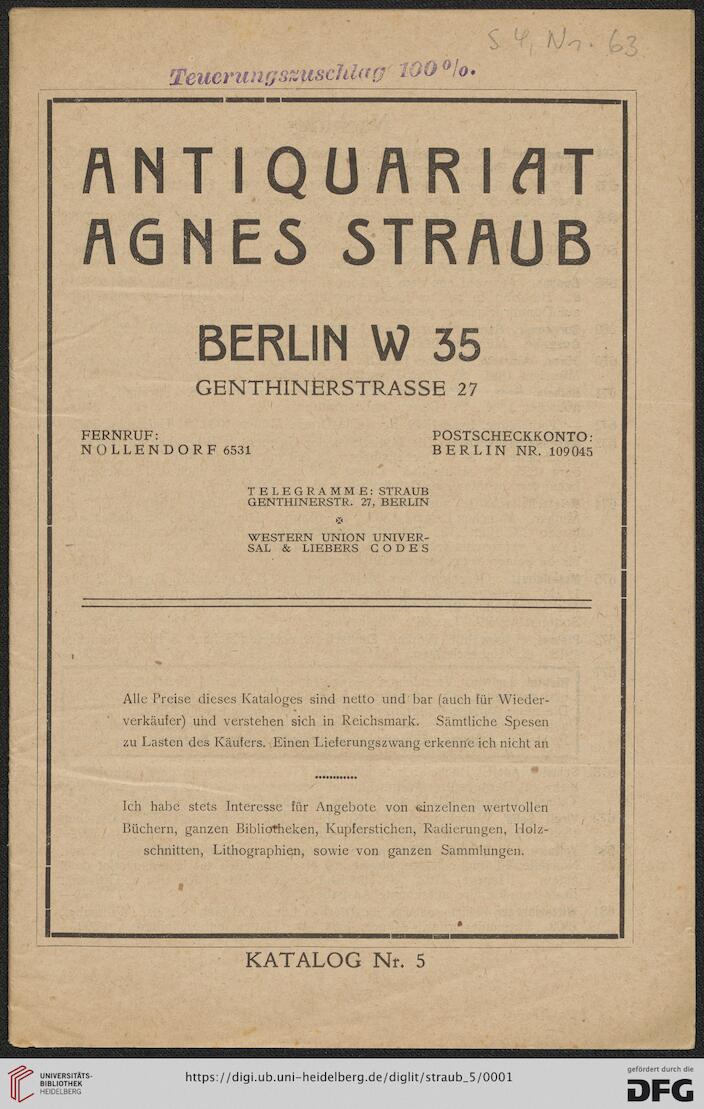 S 4, Nr. 63
Teuerungszuschlag 100%.
ANTIQUARIAT
AGNES STRAUB
BERLIN W 35
GENTHINERSTRASSE 27
FERNRUF:
NOLLENDORF 6531
POSTSCHECKKONTO:
BERLIN NR. 109045
TELEGRAMME: STRAUB
GENTHINERSTR. 27, BERLIN
WESTERN UNION UNIVER-
SAL & LIEBERS CODES
Alle Preise dieses Kataloges sind netto und bar (auch für Wieder-
verkäufer) und verstehen sich in Reichsmark. Sämtliche Spesen
zu Lasten des Käufers. Einen Lieferungszwang erkenne ich nicht an
Ich habe stets Interesse für Angebote von einzelnen wertvollen
Büchern, ganzen Bibliotheken, Kupferstichen, Radierungen, Holz-
schnitten, Lithographien, sowie von ganzen Sammlungen.
KATALOG Nr. 5
UNIVERSITÄTS-
BIBLIOTHEK
HEIDELBERG
https://digi.ub.uni-heidelberg.de/diglit/straub_5/0001
gefördert durch die
DFG